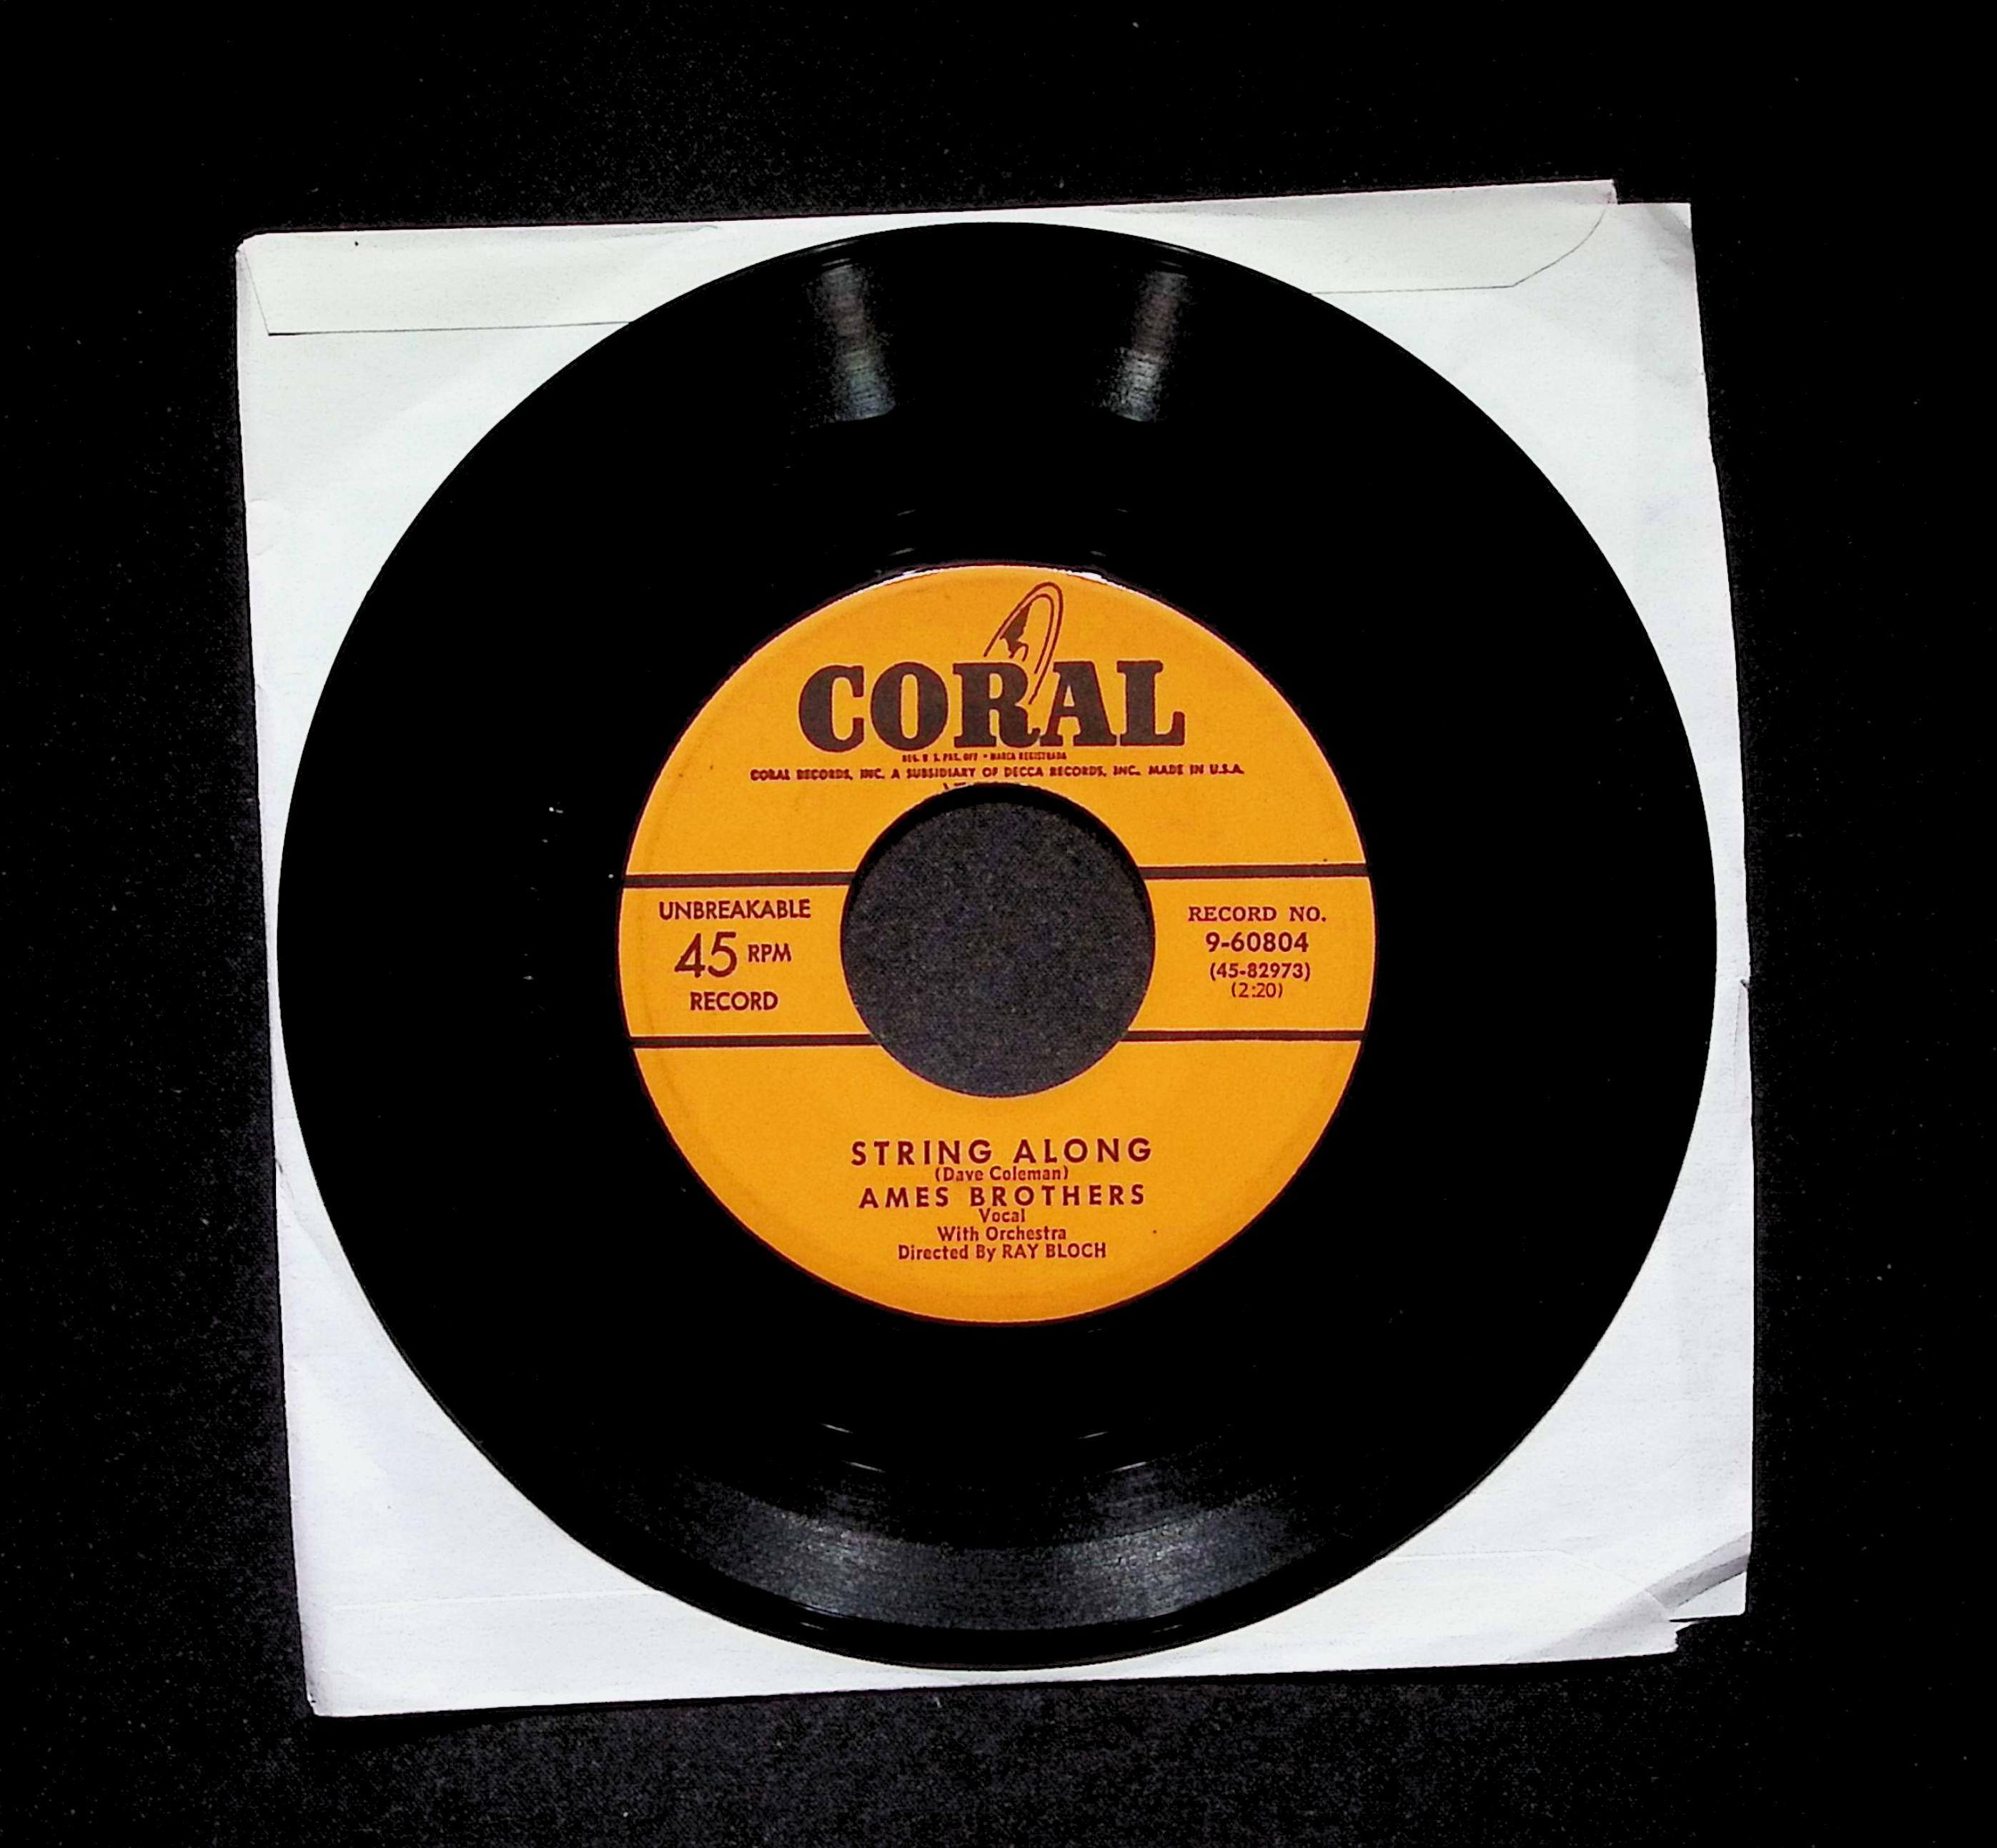 CORAL
REG. U. S. PAT. OFF. • MARCA REGISTRADA
CORAL RECORDS, INC. A SUBSIDIARY OF DECCA RECORDS, INC. MADE IN U.S.A.
UNBREAKABLE
45 RPM
RECORD
RECORD NO.
9-60804
(45-82973)
(2:20)
STRING ALONG
(Dave Coleman)
AMES BROTHERS
Vocal
With Orchestra
Directed By RAY BLOCH